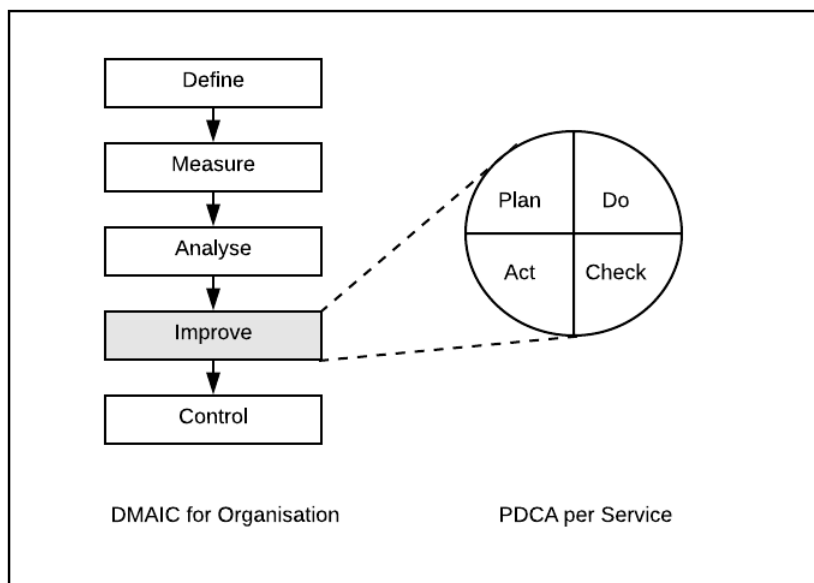 Define
Measure
Analyse
Improve
Control
Plan
Do
Act
Check
DMAIC for Organisation
PDCA per Service